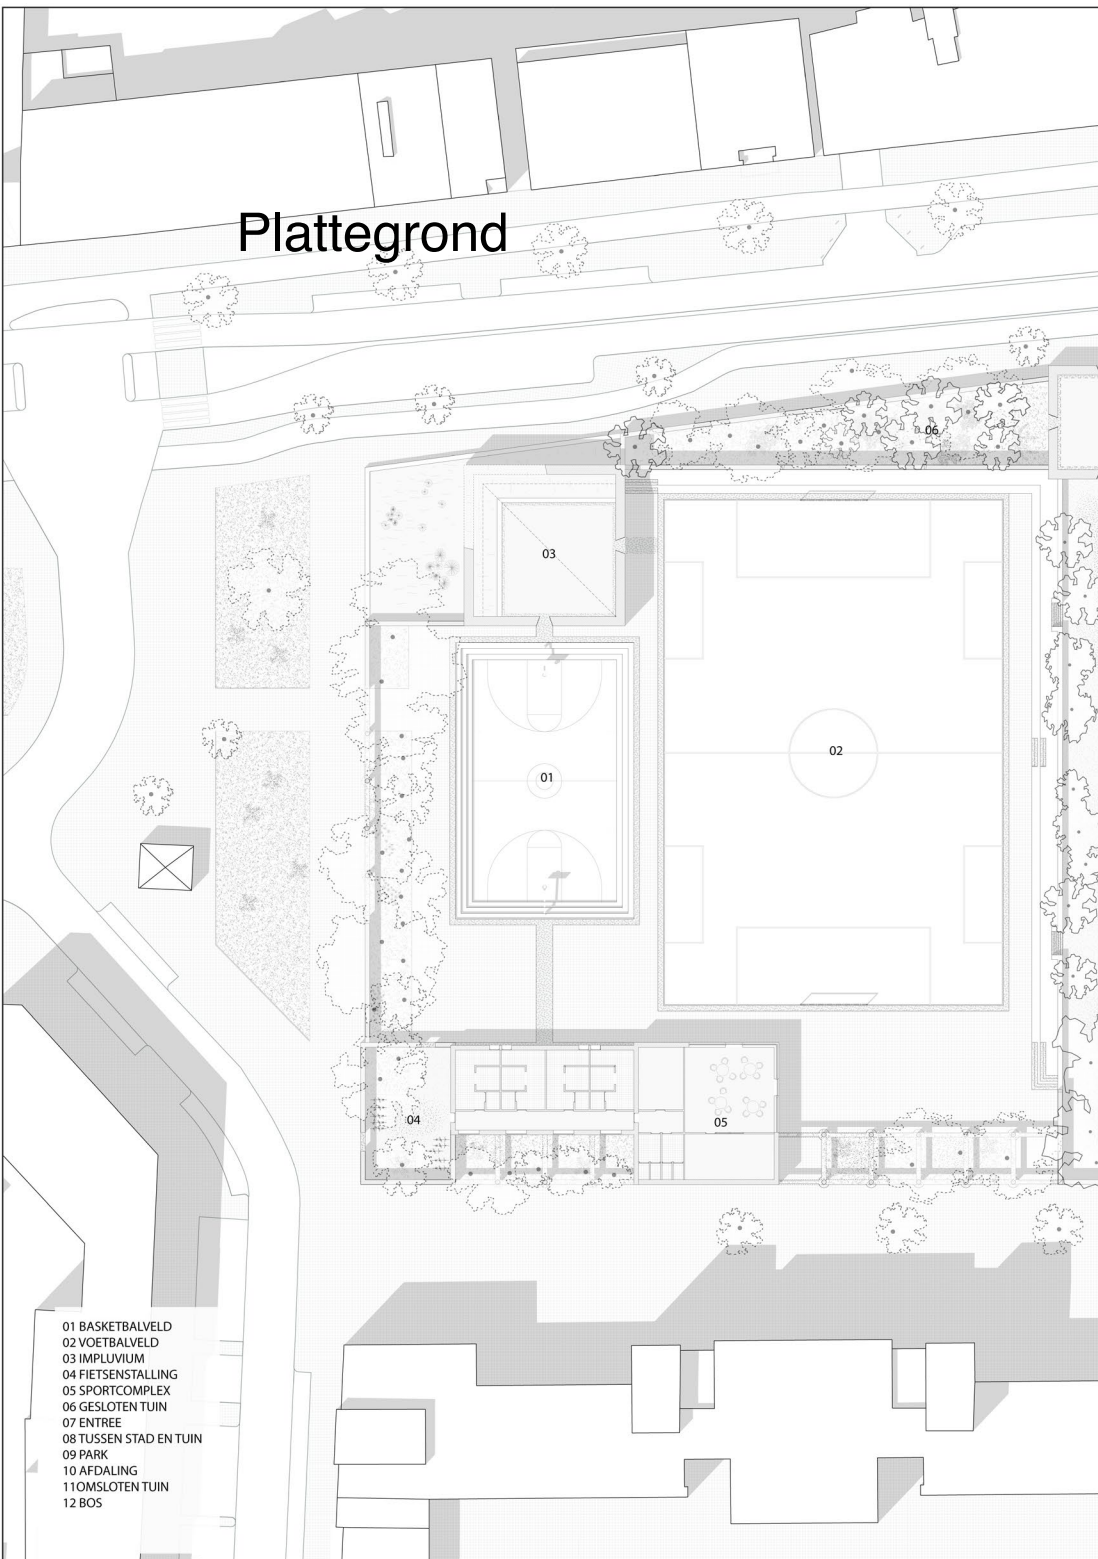 Plattegrond
06
03
02
01
04
05
01 BASKETBALVELD
02 VOETBALVELD
03 IMPLUVIUM
04 FIETSENSTALLING
05 SPORTCOMPLEX
06 GESLOTEN TUIN
07 ENTREE
08 TUSSEN STAD EN TUIN
09 PARK
10 AFDALING
11OMSLOTEN TUIN
12 BOS